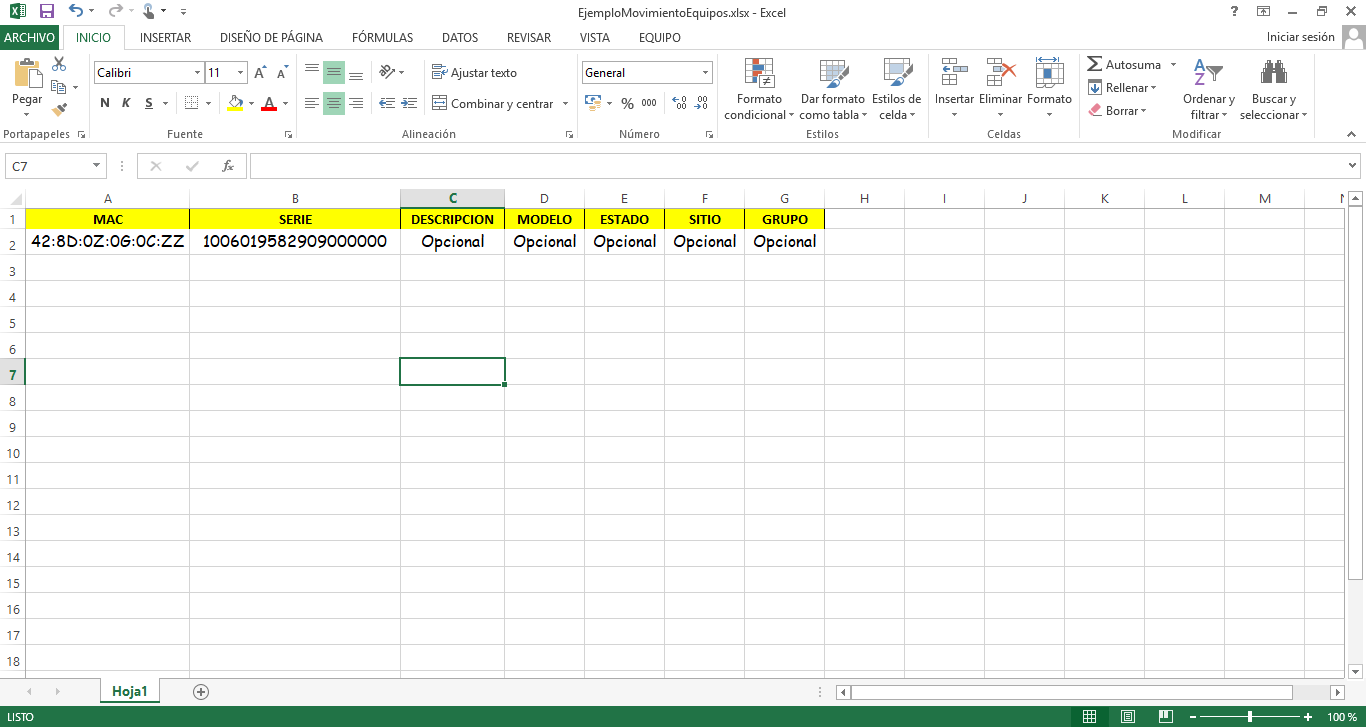 EjemploMovimientoEquipos.xlsx - Excel
?
ARCHIVO INICIO INSERTAR DISEÑO DE PÁGINA FÓRMULAS DATOS REVISAR VISTA EQUIPO Iniciar sesión
Pegar
Portapapeles
Calibri 11 A A
N K S A
Fuente
Ajustar texto
Combinar y centrar
Alineación
General
% 000
Número
Formato condicional
Dar formato como tabla
Estilos de celda
Estilos
Insertar Eliminar Formato
Celdas
Autosuma
Rellenar
Borrar
Ordenar y filtrar
Buscar y seleccionar
Modificar
C7 fx
A B C D E F G H I J K L M N
1 MAC SERIE DESCRIPCION MODELO ESTADO SITIO GRUPO
2 42:8D:0Z:0G:0C:ZZ 1006019582909000000 Opcional Opcional Opcional Opcional Opcional
3
4
5
6
7
8
9
10
11
12
13
14
15
16
17
18
Hoja1
LISTO 100 %